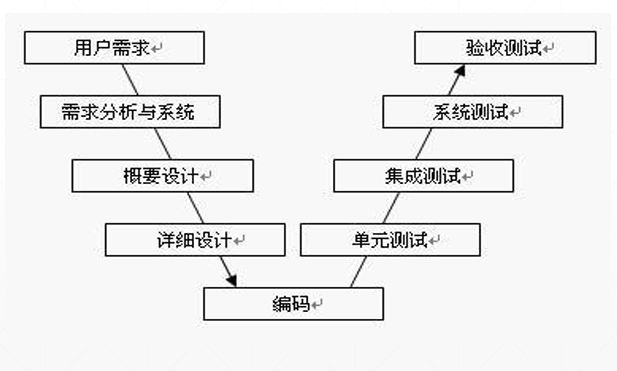 用户需求
验收测试
需求分析与系统
系统测试
概要设计
集成测试
详细设计
单元测试
编码